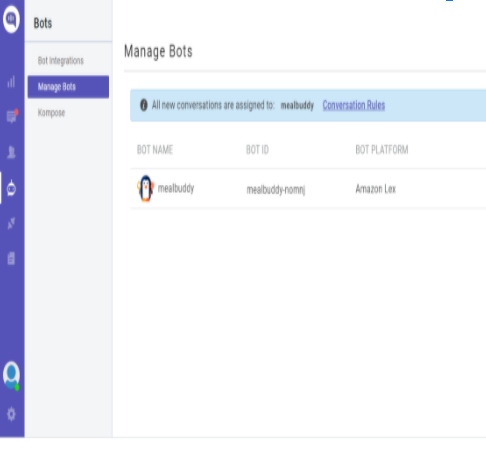 Bots
Bot Integrations
Manage Bots
Kompose
Manage Bots
All new conversations are assigned to: mealbuddy Conversation Rules
BOT NAME BOT ID BOT PLATFORM
mealbuddy mealbuddy-nomnj Amazon Lex